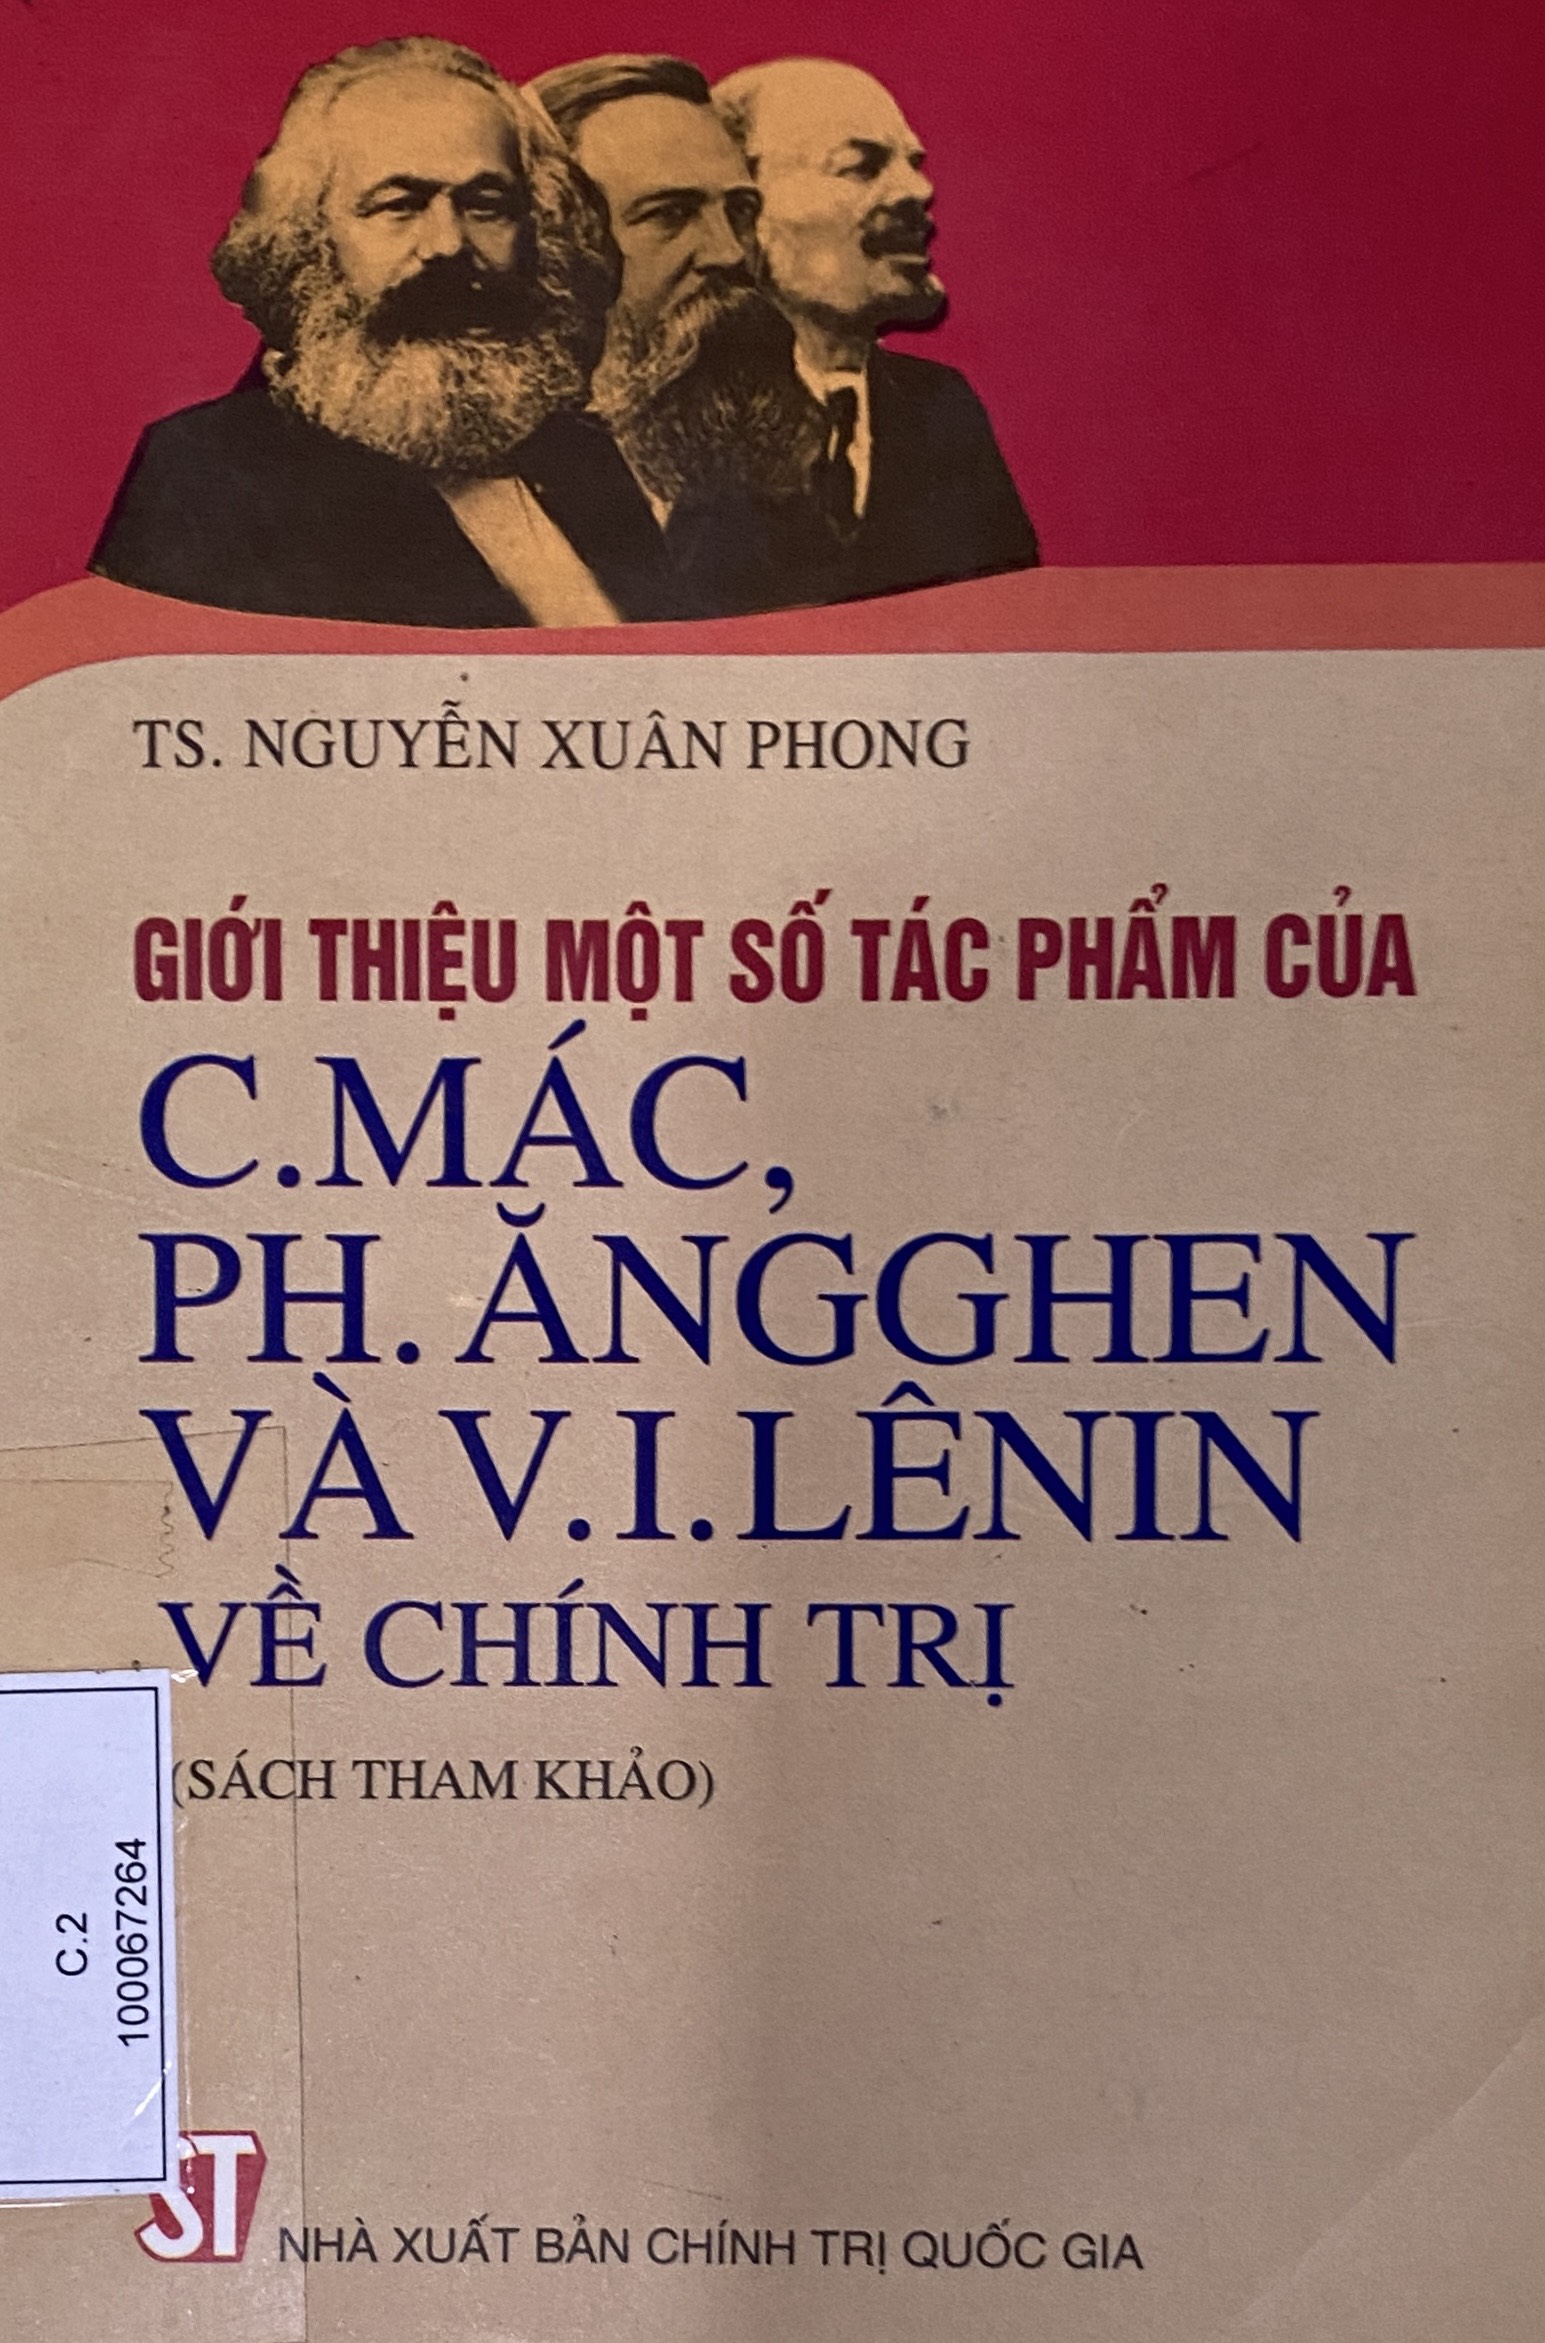 TS. NGUYỄN XUÂN PHONG
GIỚI THIỆU MỘT SỐ TÁC PHẨM CỦA
C.MÁC,
PH. ĂNGGHEN
VÀ V.I.LÊNIN
VỀ CHÍNH TRỊ
(SÁCH THAM KHẢO)
C.2
100067264
ST
NHÀ XUẤT BẢN CHÍNH TRỊ QUỐC GIA